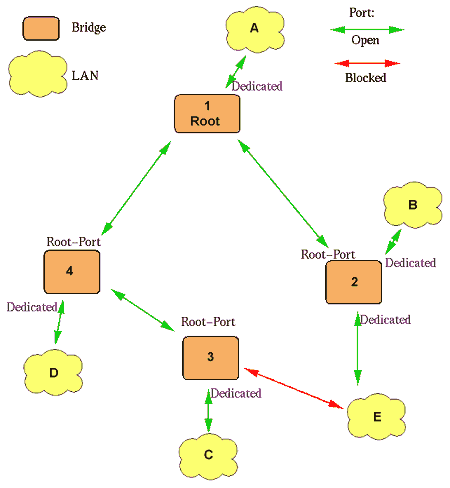 Bridge
LAN
A
Port:
Open
Blocked
Dedicated
1
Root
B
Root-Port
4
Root-Port
2
Dedicated
Dedicated
Root-Port
3
Dedicated
D
Dedicated
E
C